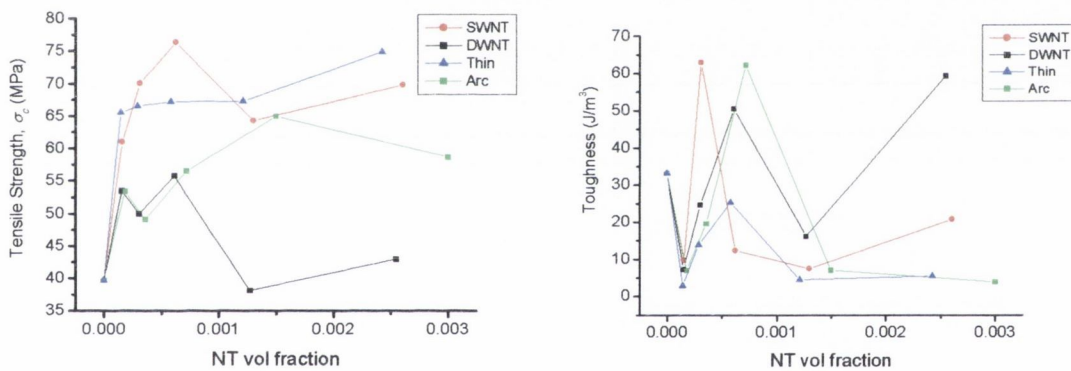 80
75
70
65
60
55
50
45
40
35
Tensile Strength, σc (MPa)
0.000
0.001
0.002
0.003
NT vol fraction
SWNT
DWNT
Thin
Arc
70
60
50
40
30
20
10
0
Toughness (J/m³)
0.000
0.001
0.002
0.003
NT vol fraction
SWNT
DWNT
Thin
Arc